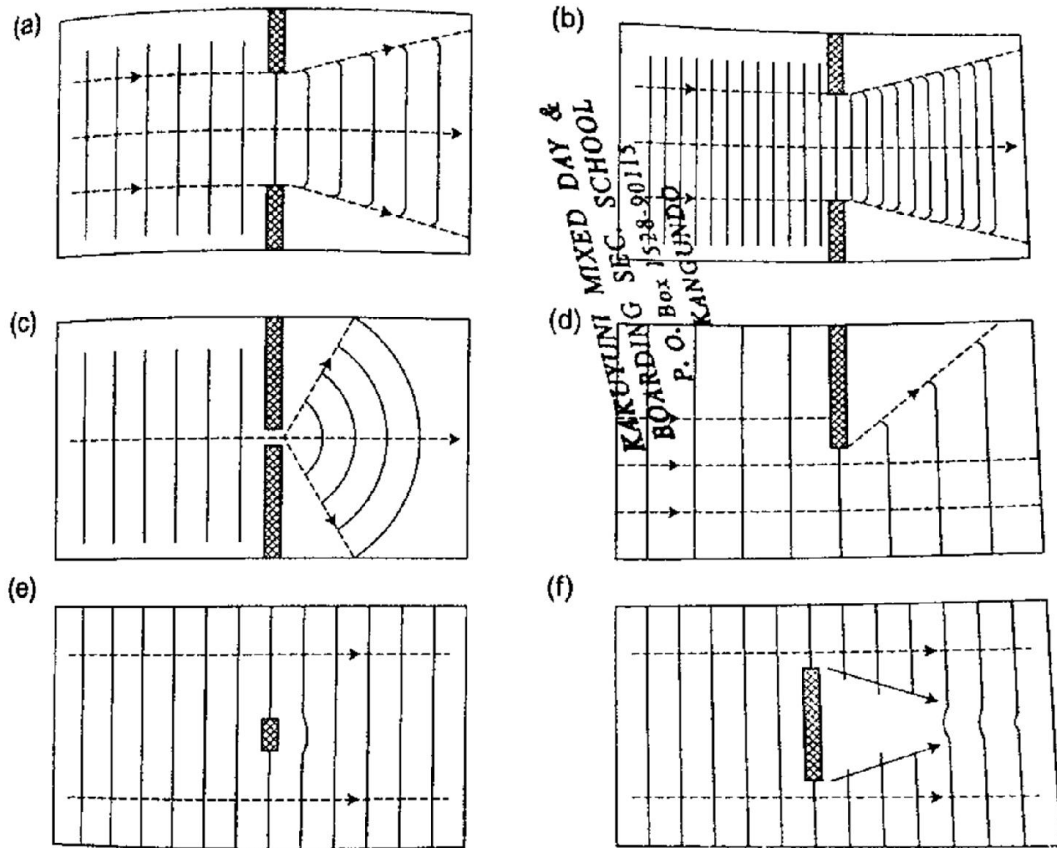 (a)
(b)
KAKUYUNI MIXED DAY &
BOARDING SEC. SCHOOL
P. O. Box 1528-90115
KANGUNDO
(c)
(d)
(e)
(f)